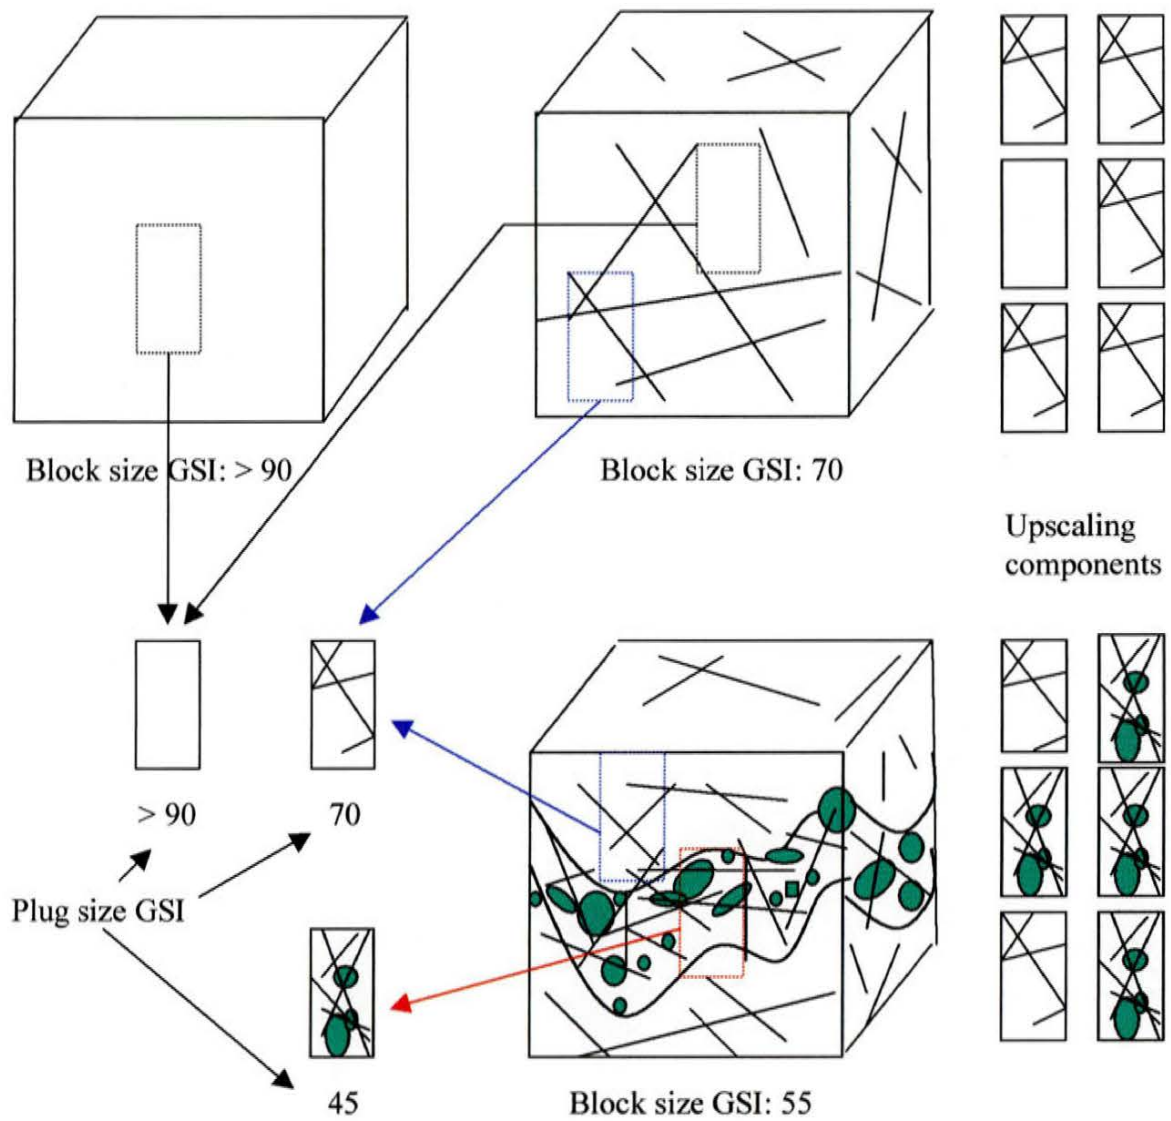 Block size GSI: > 90
Block size GSI: 70
Upscaling
components
> 90
70
Plug size GSI
45
Block size GSI: 55